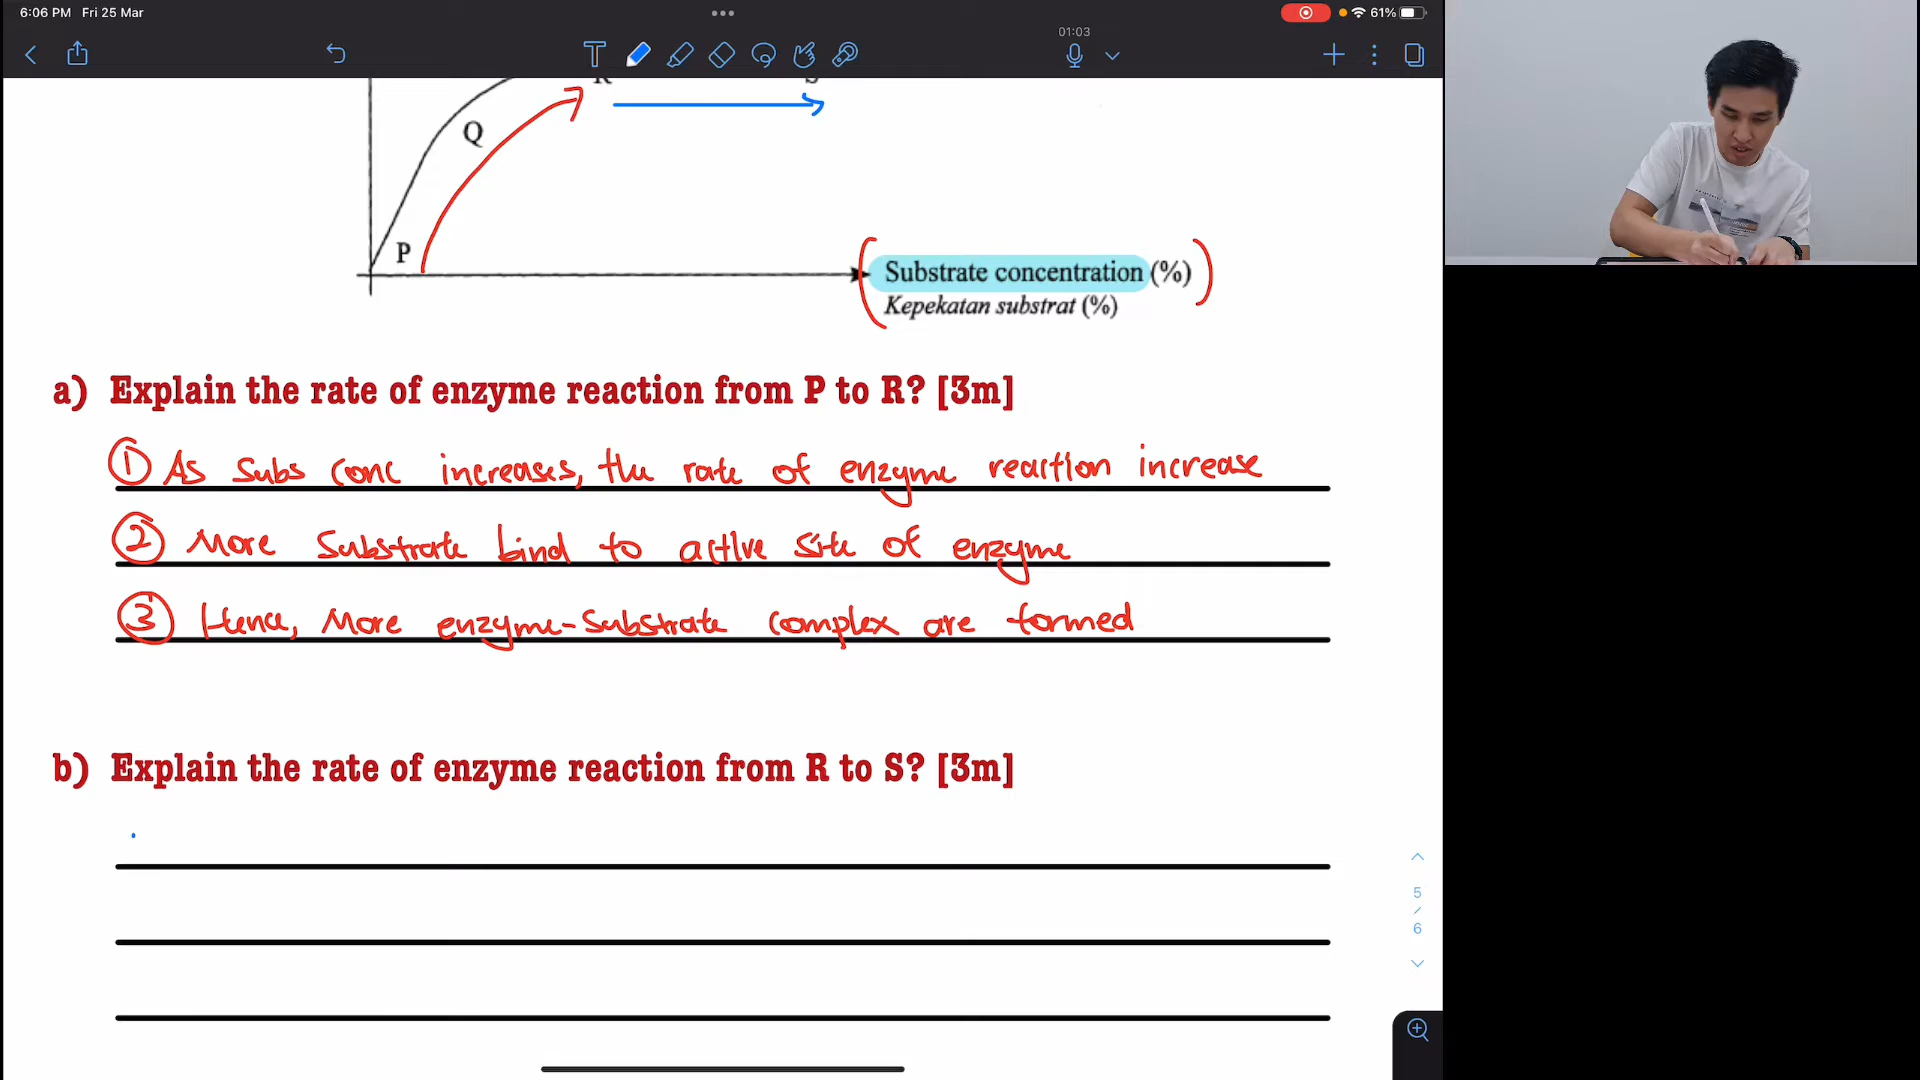 6:06 PM Fri 25 Mar
61%
01:03
T
R S
Q
P
Substrate concentration (%)
Kepekatan substrat (%)
a) Explain the rate of enzyme reaction from P to R? [3m]
① As subs conc increases, the rate of enzyme reaction increase
② More substrate bind to active site of enzyme
③ Hence, more enzyme-substrate complex are formed
b) Explain the rate of enzyme reaction from R to S? [3m]
5
/
6